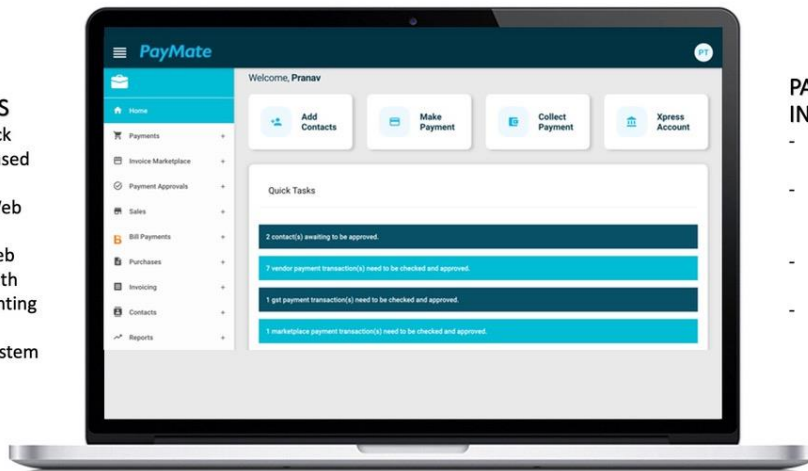 S
ck
sed
Web
eb
th
nting
stem
PayMate
PT
Welcome, Pranav
Home
Payments +
Invoice Marketplace +
Payment Approvals +
Sales +
Bill Payments +
Purchases +
Invoicing +
Contacts +
Reports +
Add
Contacts
Make
Payment
Collect
Payment
Xpress
Account
Quick Tasks
2 contact(s) awaiting to be approved.
7 vendor payment transaction(s) need to be checked and approved.
1 gst payment transaction(s) need to be checked and approved.
1 marketplace payment transaction(s) need to be checked and approved.
PA
IN
-
-
-
-